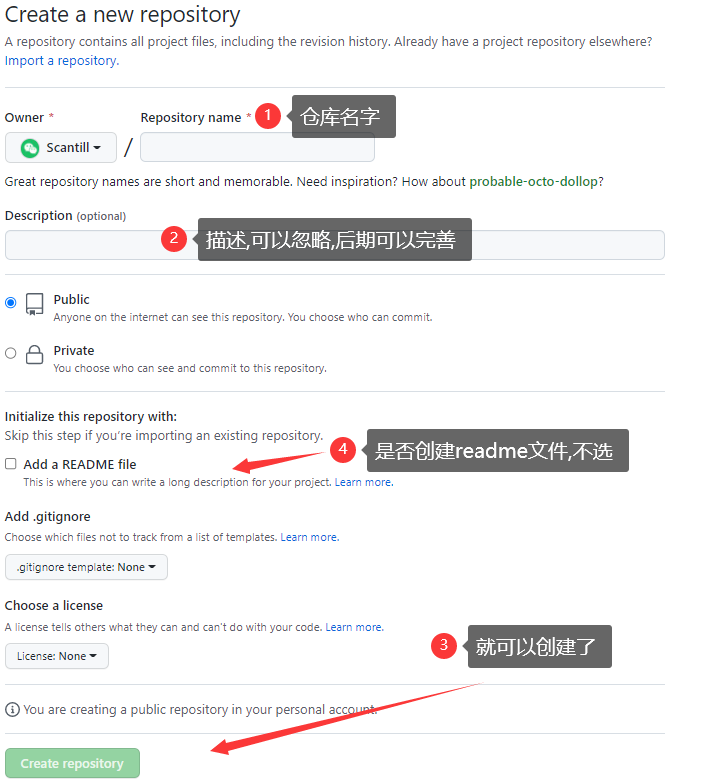 Create a new repository
A repository contains all project files, including the revision history. Already have a project repository elsewhere?
Import a repository.
Owner *
Repository name * 1 仓库名字
Scantill /
Great repository names are short and memorable. Need inspiration? How about probable-octo-dollop?
Description (optional)
2 描述,可以忽略,后期可以完善
Public
Anyone on the internet can see this repository. You choose who can commit.
Private
You choose who can see and commit to this repository.
Initialize this repository with:
Skip this step if you're importing an existing repository.
4 是否创建readme文件,不选
Add a README file
This is where you can write a long description for your project. Learn more.
Add .gitignore
Choose which files not to track from a list of templates. Learn more.
.gitignore template: None
Choose a license
A license tells others what they can and can't do with your code. Learn more.
License: None
3 就可以创建了
You are creating a public repository in your personal account.
Create repository